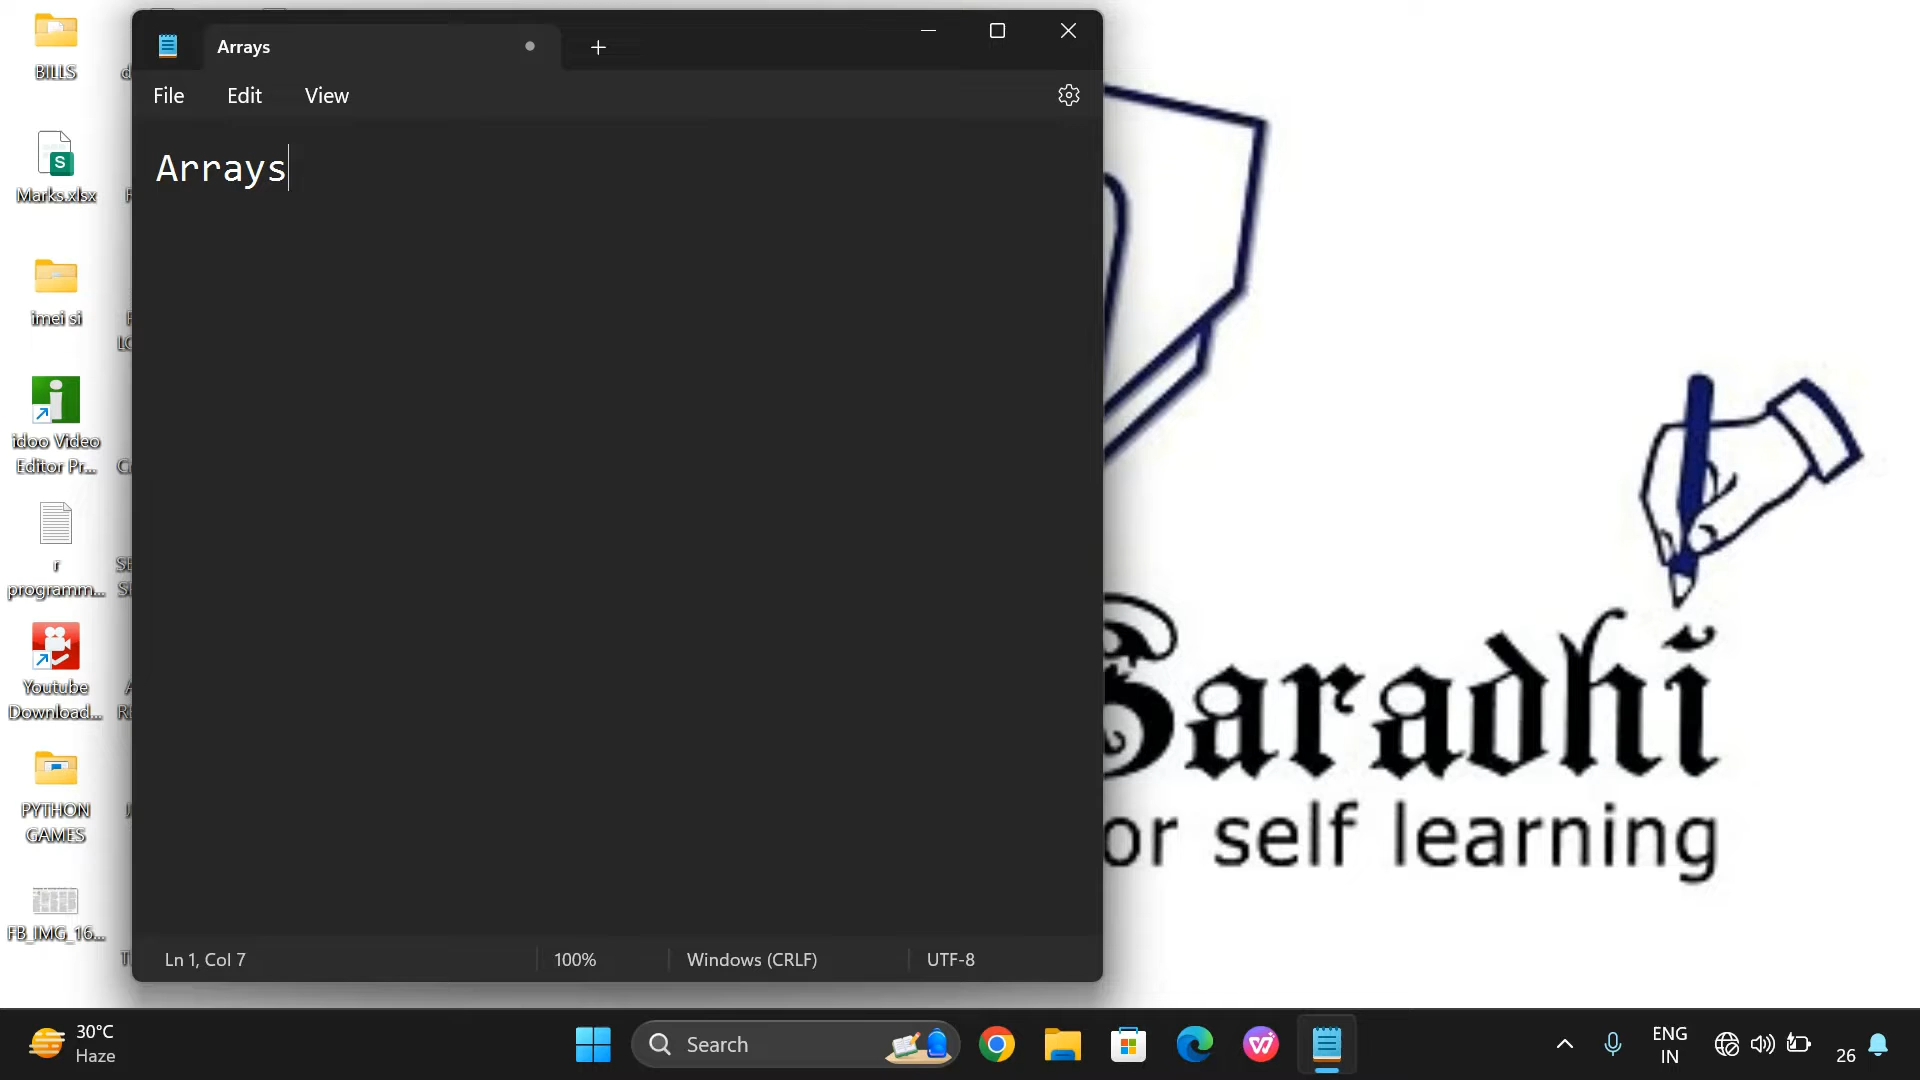 BILLS
Marks.xlsx
imei si
idoo Video
Editor Pr...
r
programm...
Youtube
Download...
PYTHON
GAMES
FB_IMG_16...
Arrays
File Edit View
Arrays
Ln 1, Col 7 100% Windows (CRLF) UTF-8
Saradhi
or self learning
30°C
Haze
Search
ENG
IN
26